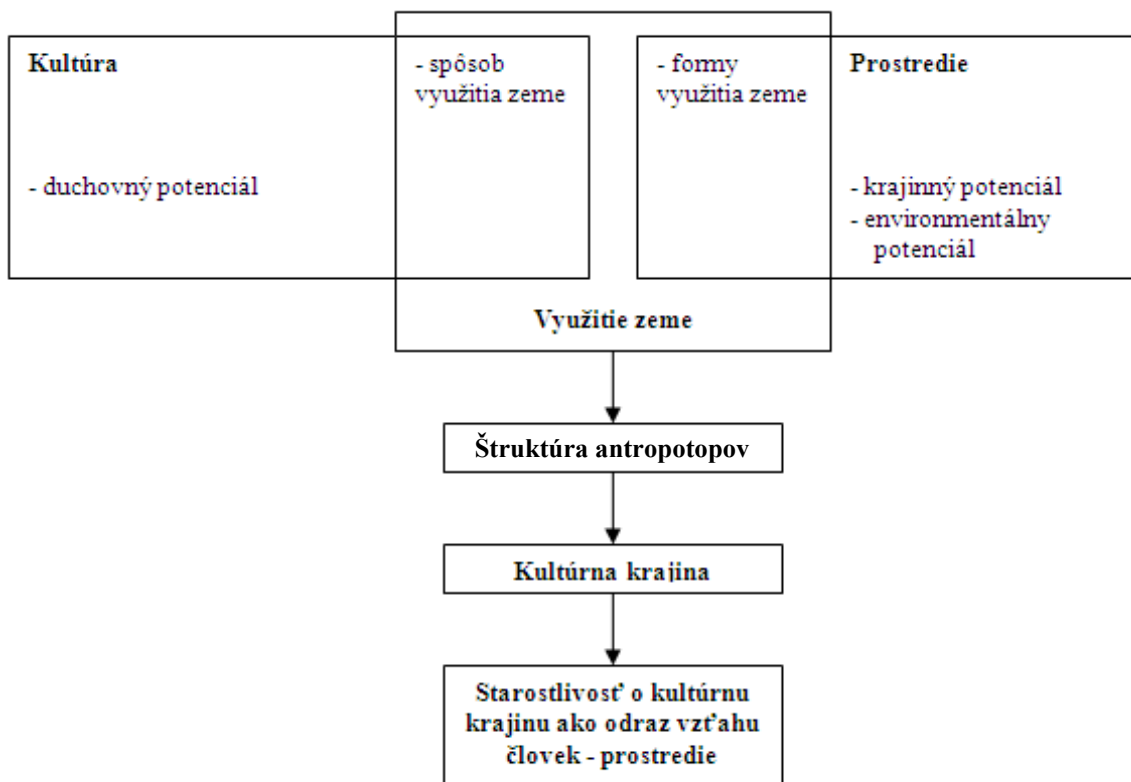 Kultúra
- duchovný potenciál
- spôsob
využitia zeme
- formy
využitia zeme
Prostredie
- krajinný potenciál
- environmentálny
potenciál
Využitie zeme
Štruktúra antropotopov
Kultúrna krajina
Starostlivosť o kultúrnu
krajinu ako odraz vzťahu
človek - prostredie